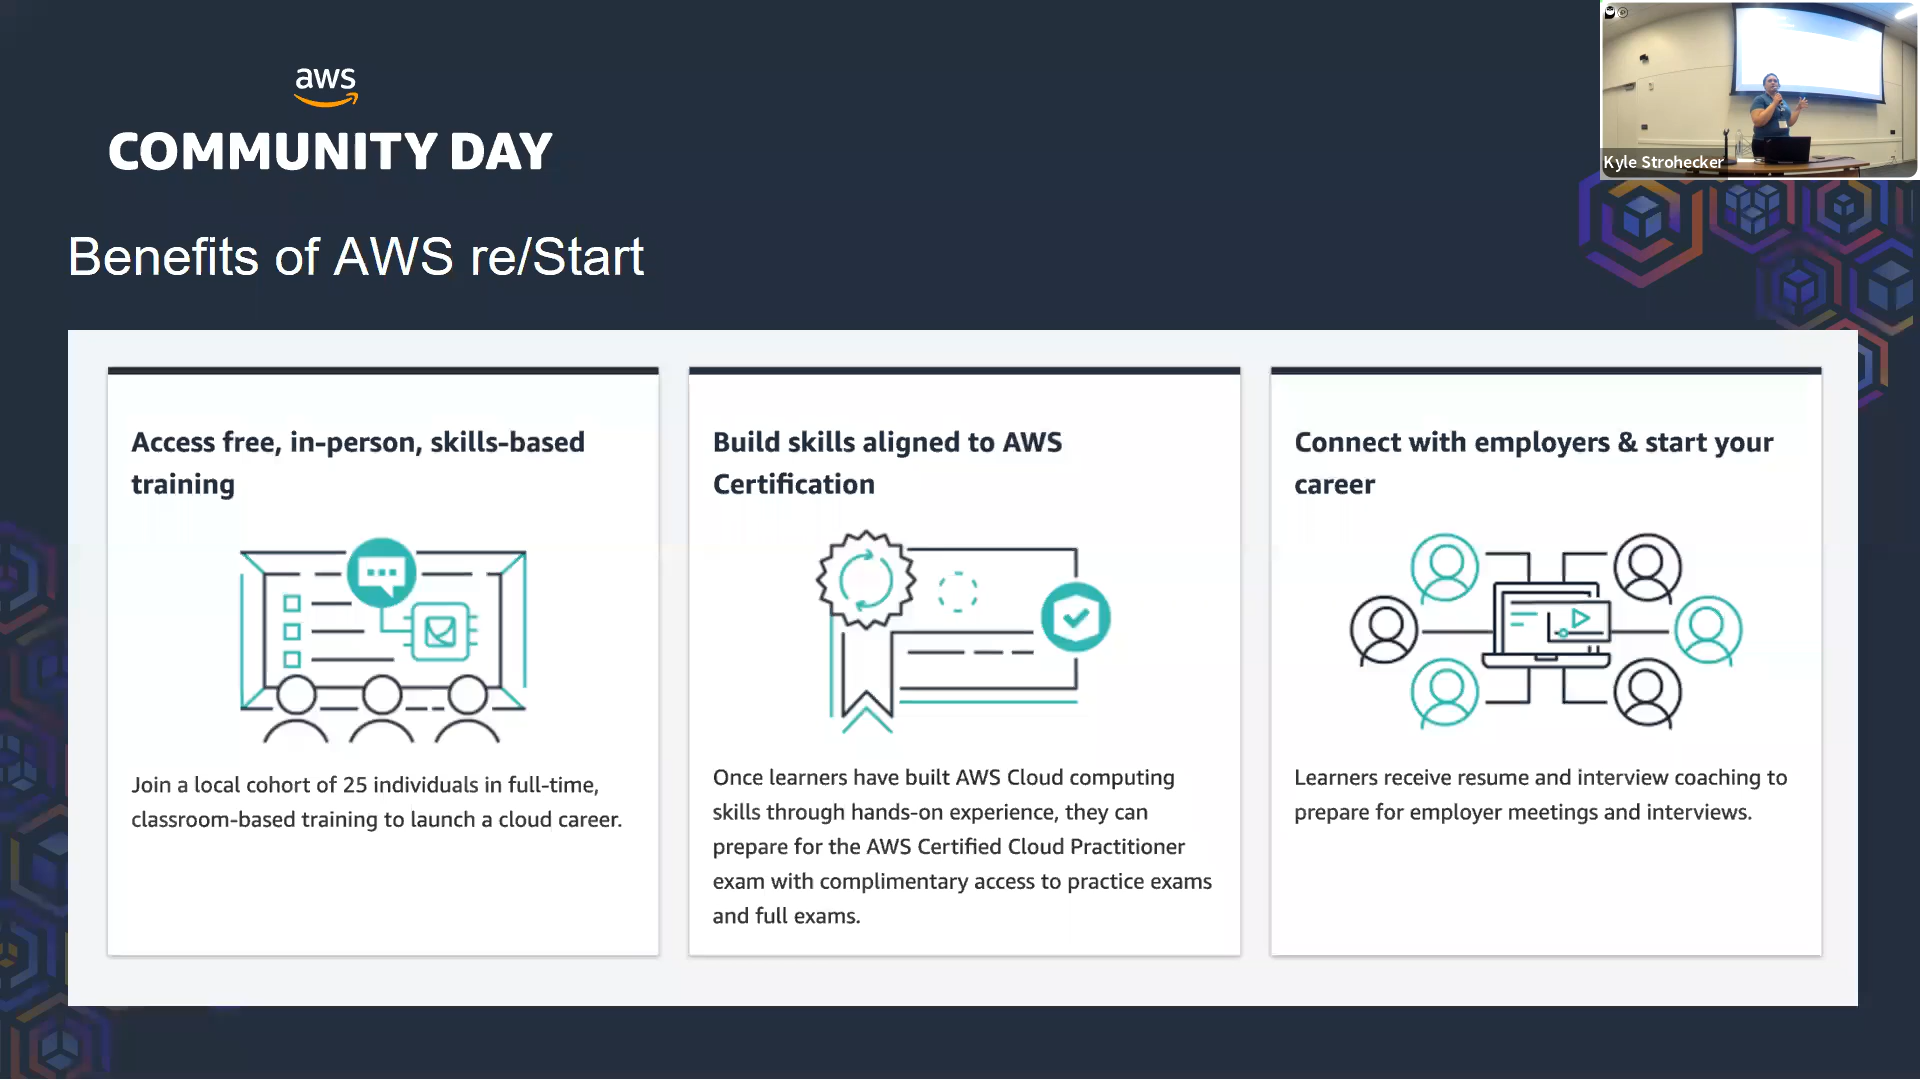 aws
COMMUNITY DAY
Kyle Strohecker
Benefits of AWS re/Start
Access free, in-person, skills-based
training
Join a local cohort of 25 individuals in full-time,
classroom-based training to launch a cloud career.
Build skills aligned to AWS
Certification
Once learners have built AWS Cloud computing
skills through hands-on experience, they can
prepare for the AWS Certified Cloud Practitioner
exam with complimentary access to practice exams
and full exams.
Connect with employers & start your
career
Learners receive resume and interview coaching to
prepare for employer meetings and interviews.